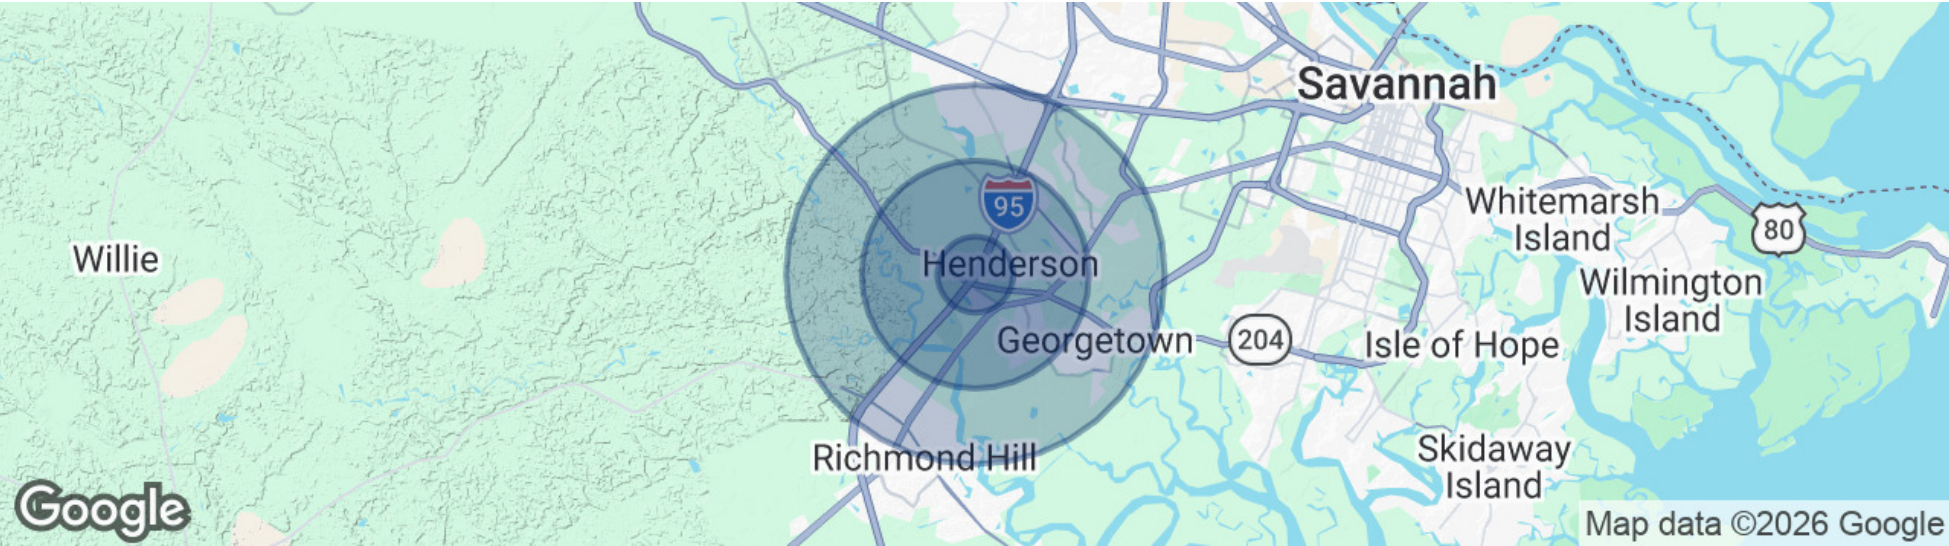 Savannah
95
Whitemarsh
Island
80
Willie
Henderson
Wilmington
Island
Georgetown
204
Isle of Hope
Richmond Hill
Skidaway
Island
Google
Map data ©2026 Google